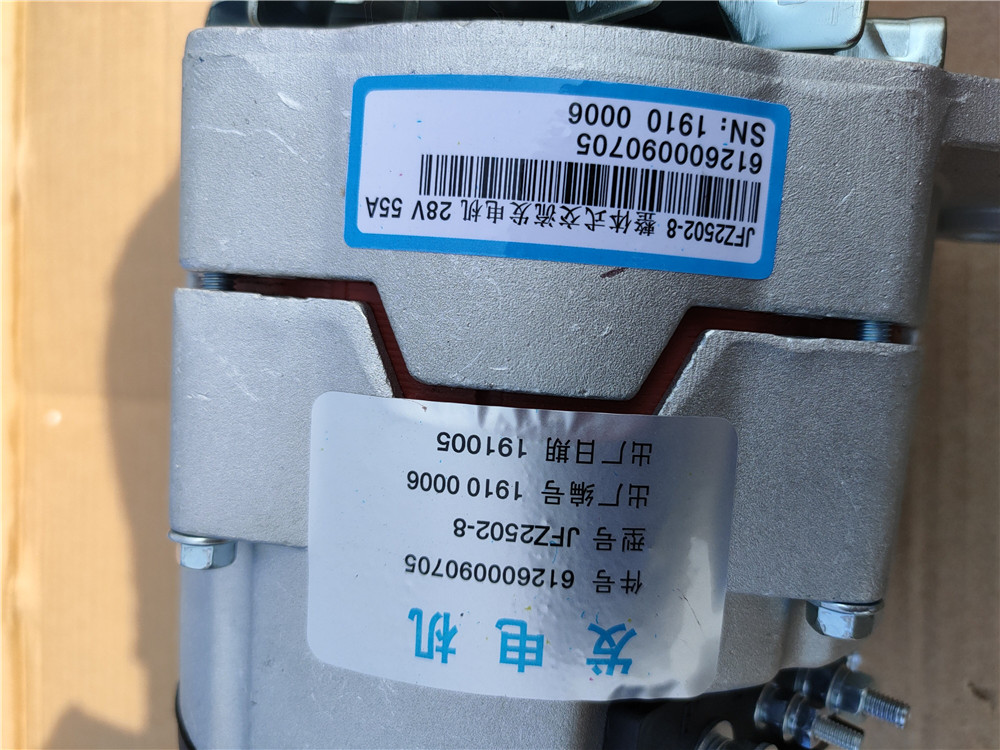 JFZ2502-8 整体式交流发电机 28V 55A
612600090705
SN: 1910 0006
发电机
件号 612600090705
型号 JFZ2502-8
出厂编号 1910 0006
出厂日期 191005